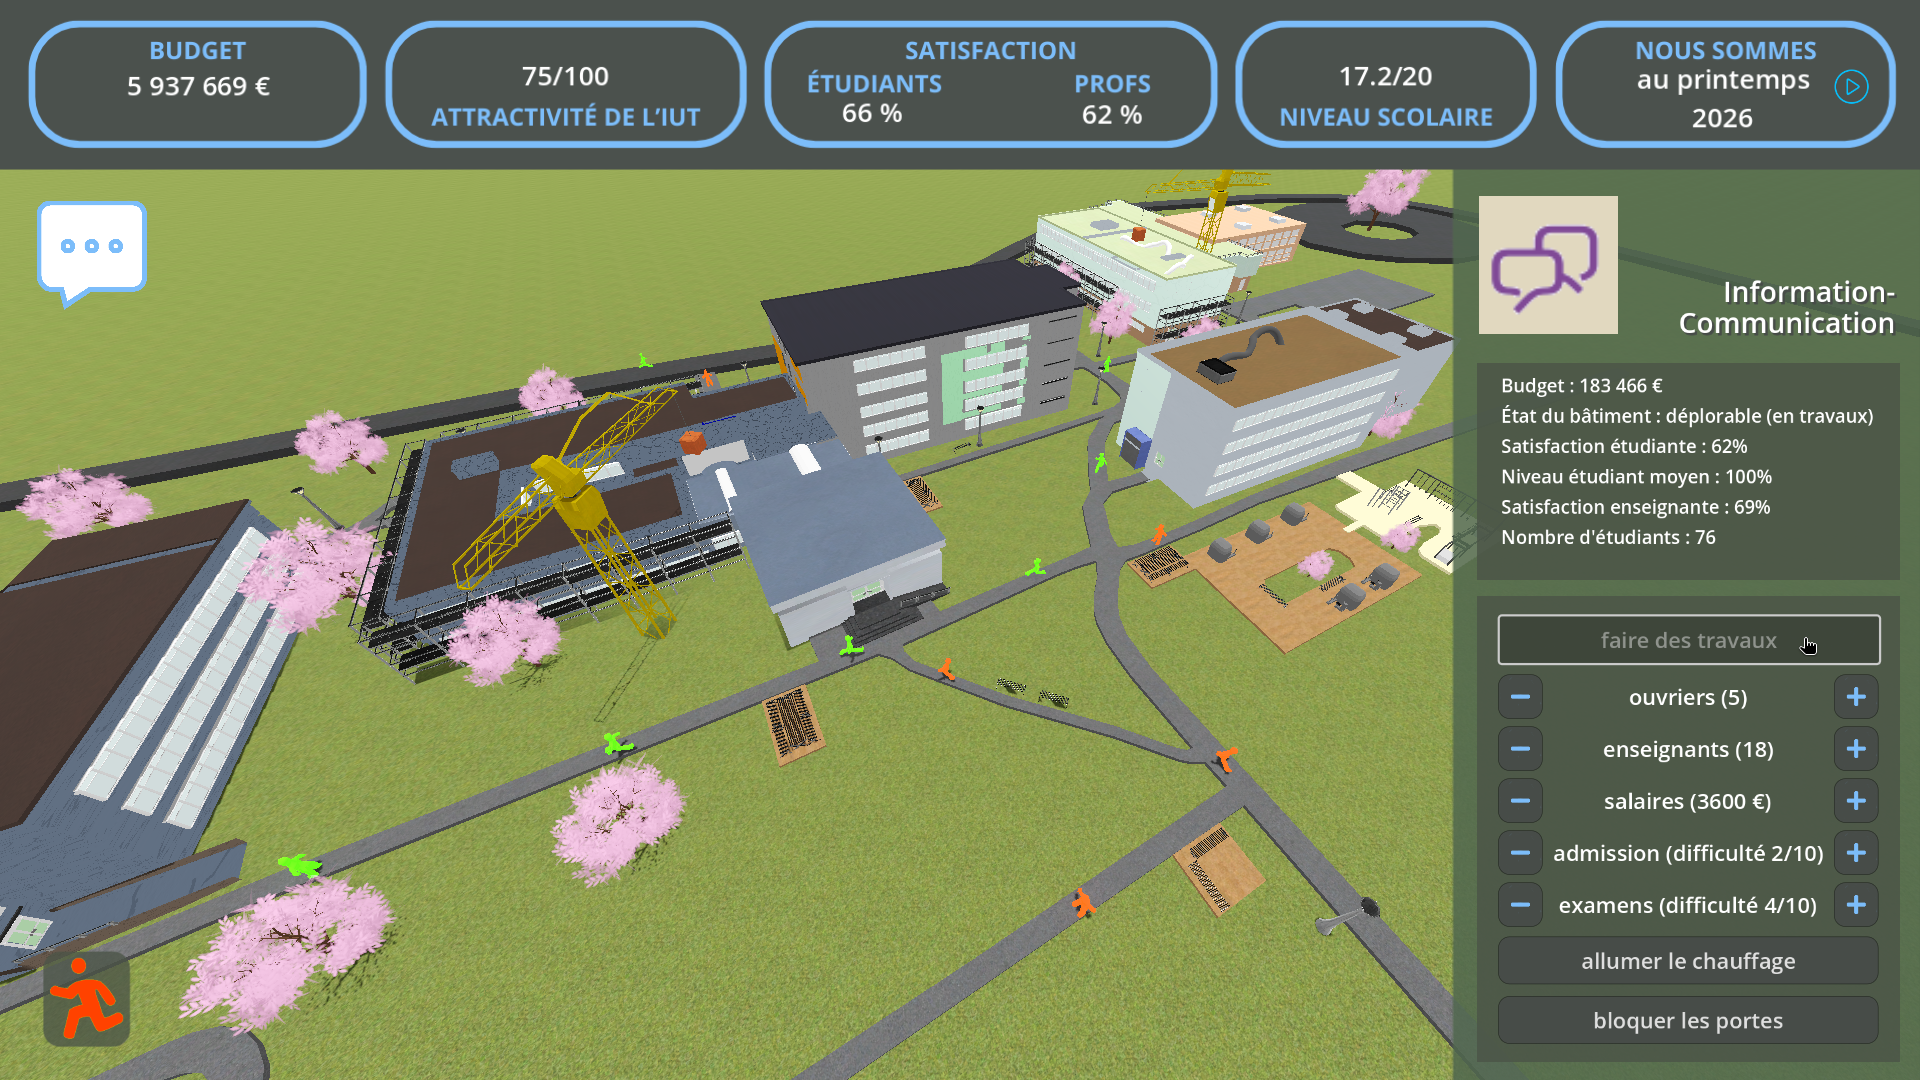 BUDGET
5 937 669 €
75/100
ATTRACTIVITÉ DE L’IUT
SATISFACTION
ÉTUDIANTS
66 %
PROFS
62 %
17.2/20
NIVEAU SCOLAIRE
NOUS SOMMES
au printemps
2026
Information-
Communication
Budget : 183 466 €
État du bâtiment : déplorable (en travaux)
Satisfaction étudiante : 62%
Niveau étudiant moyen : 100%
Satisfaction enseignante : 69%
Nombre d'étudiants : 76
faire des travaux
ouvriers (5)
enseignants (18)
salaires (3600 €)
admission (difficulté 2/10)
examens (difficulté 4/10)
allumer le chauffage
bloquer les portes